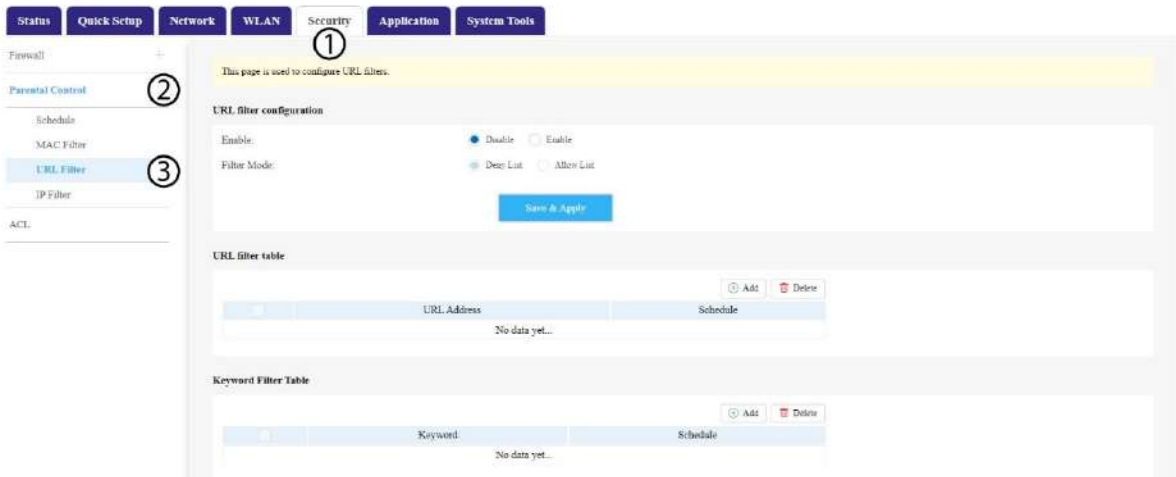 Status Quick Setup Network WLAN Security Application System Tools
①
Firewall +
Parental Control ②
Schedule
MAC Filter
URL Filter ③
IP Filter
ACL
This page is used to configure URL filters.
URL filter configuration
Enable: Disable Enable
Filter Mode: Deny List Allow List
Save & Apply
URL filter table
Add Delete
URL Address Schedule
No data yet...
Keyword Filter Table
Add Delete
Keyword Schedule
No data yet...